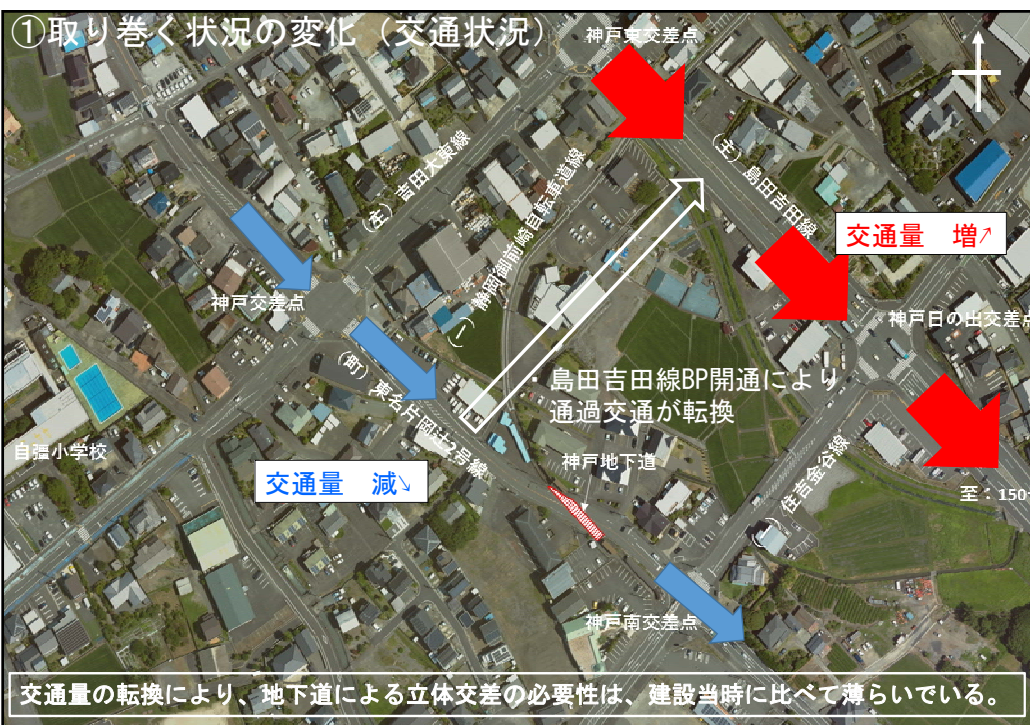 ①取り巻く状況の変化（交通状況）
神戸東交差点
（主）吉田大東線
（一）静岡御前崎自転車道線
（主）島田吉田線
交通量　増↗
神戸交差点
神戸日の出交差点
（町）東名片岡辻2号線
・島田吉田線BP開通により
通過交通が転換
自彊小学校
交通量　減↘
神戸地下道
住吉金谷線
至：150
神戸南交差点
交通量の転換により、地下道による立体交差の必要性は、建設当時に比べて薄らいでいる。